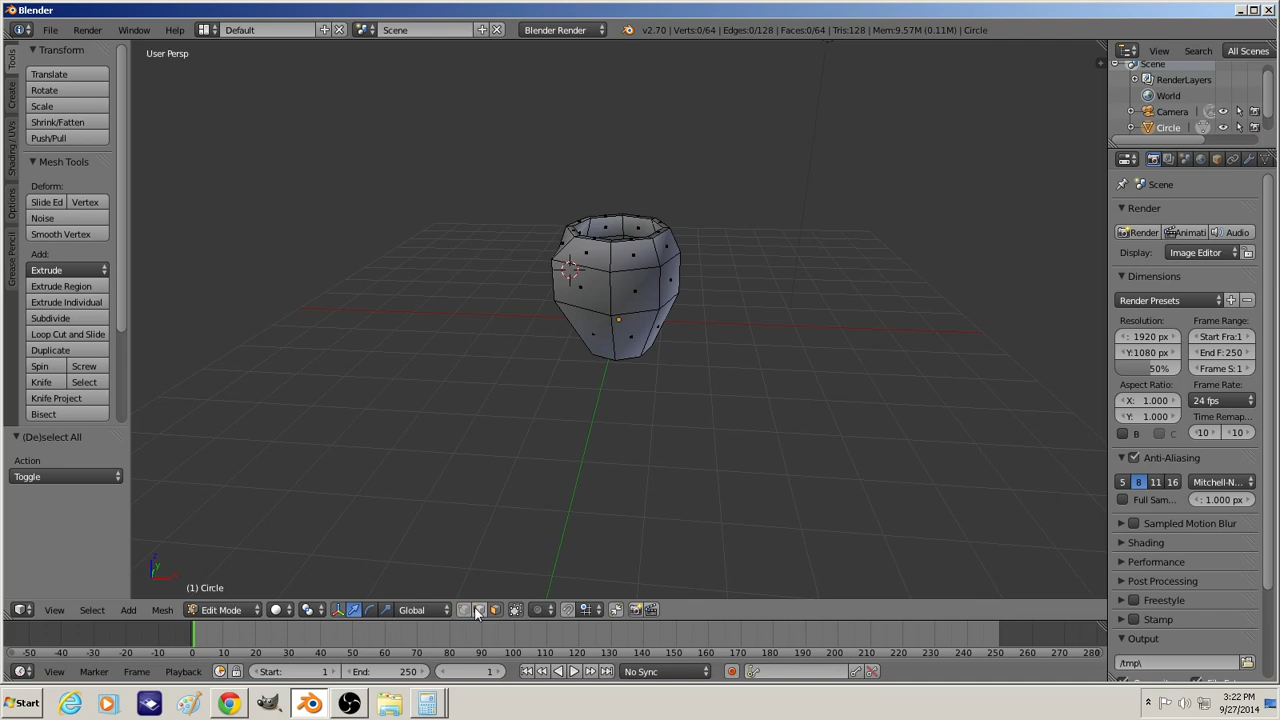 Blender
File Render Window Help Default Scene Blender Render v2.70 | Verts:0/64 | Edges:0/128 | Faces:0/64 | Tris:128 | Mem:9.57M (0.11M) | Circle
Tools
Create
Shading / UVs
Options
Grease Pencil
Transform
Translate
Rotate
Scale
Shrink/Fatten
Push/Pull
Mesh Tools
Deform:
Slide Ed Vertex
Noise
Smooth Vertex
Add:
Extrude
Extrude Region
Extrude Individual
Subdivide
Loop Cut and Slide
Duplicate
Spin Screw
Knife Select
Knife Project
Bisect
(De)select All
Action
Toggle
User Persp
(1) Circle
View Select Add Mesh Edit Mode Global
-50 -40 -30 -20 -10 0 10 20 30 40 50 60 70 80 90 100 110 120 130 140 150 160 170 180 190 200 210 220 230 240 250 260 270 280
View Marker Frame Playback Start: 1 End: 250 1 No Sync
View Search All Scenes
Scene
RenderLayers
World
Camera
Circle
Scene
Render
Render Animati Audio
Display: Image Editor
Dimensions
Render Presets
Resolution: Frame Range:
: 1920 px Start Fra:1
Y:1080 px End F: 250
50% Frame S: 1
Aspect Ratio: Frame Rate:
X: 1.000 24 fps
Y: 1.000 Time Remap...
B C 10 10
Anti-Aliasing
5 8 11 16 Mitchell-N...
Full Sam... : 1.000 px
Sampled Motion Blur
Shading
Performance
Post Processing
Freestyle
Stamp
Output
/tmp\
Start 3:22 PM
9/27/2014